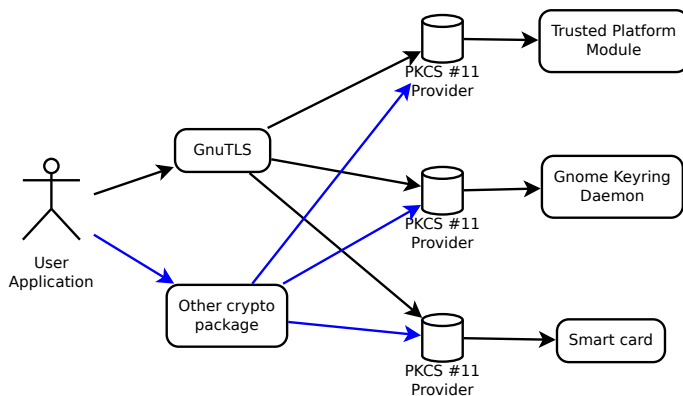 Trusted Platform
Module
PKCS #11
Provider
GnuTLS
Gnome Keyring
Daemon
PKCS #11
Provider
User
Application
Other crypto
package
Smart card
PKCS #11
Provider